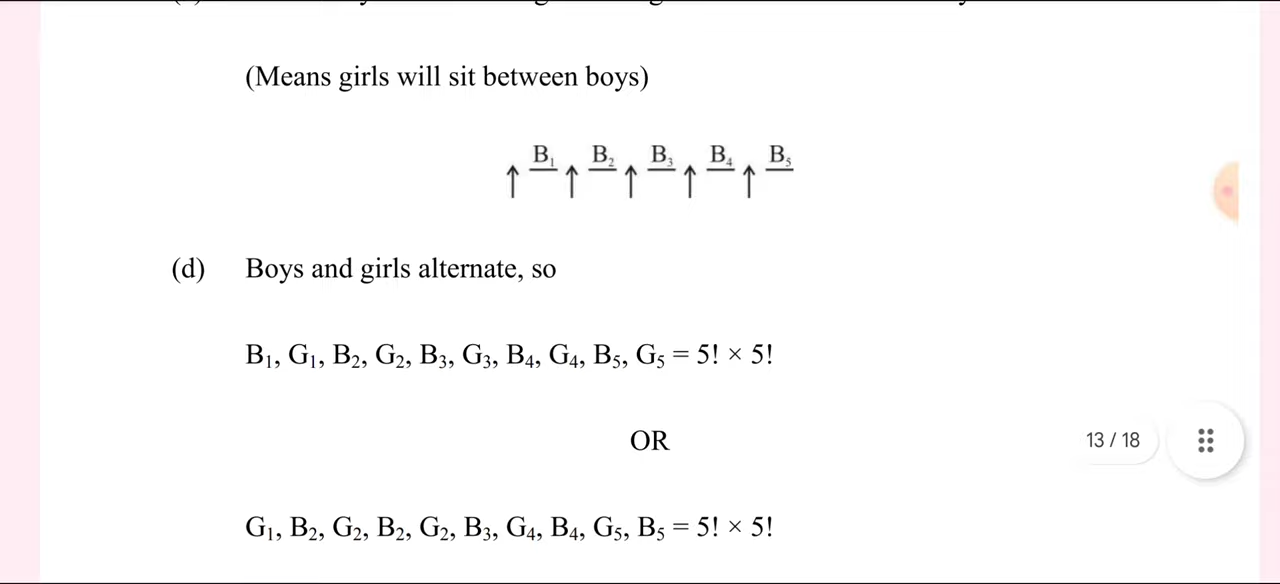 (Means girls will sit between boys)
↑ B₁ ↑ B₂ ↑ B₃ ↑ B₄ ↑ B₅
(d) Boys and girls alternate, so
B₁, G₁, B₂, G₂, B₃, G₃, B₄, G₄, B₅, G₅ = 5! × 5!
OR
13 / 18
G₁, B₂, G₂, B₂, G₂, B₃, G₄, B₄, G₅, B₅ = 5! × 5!